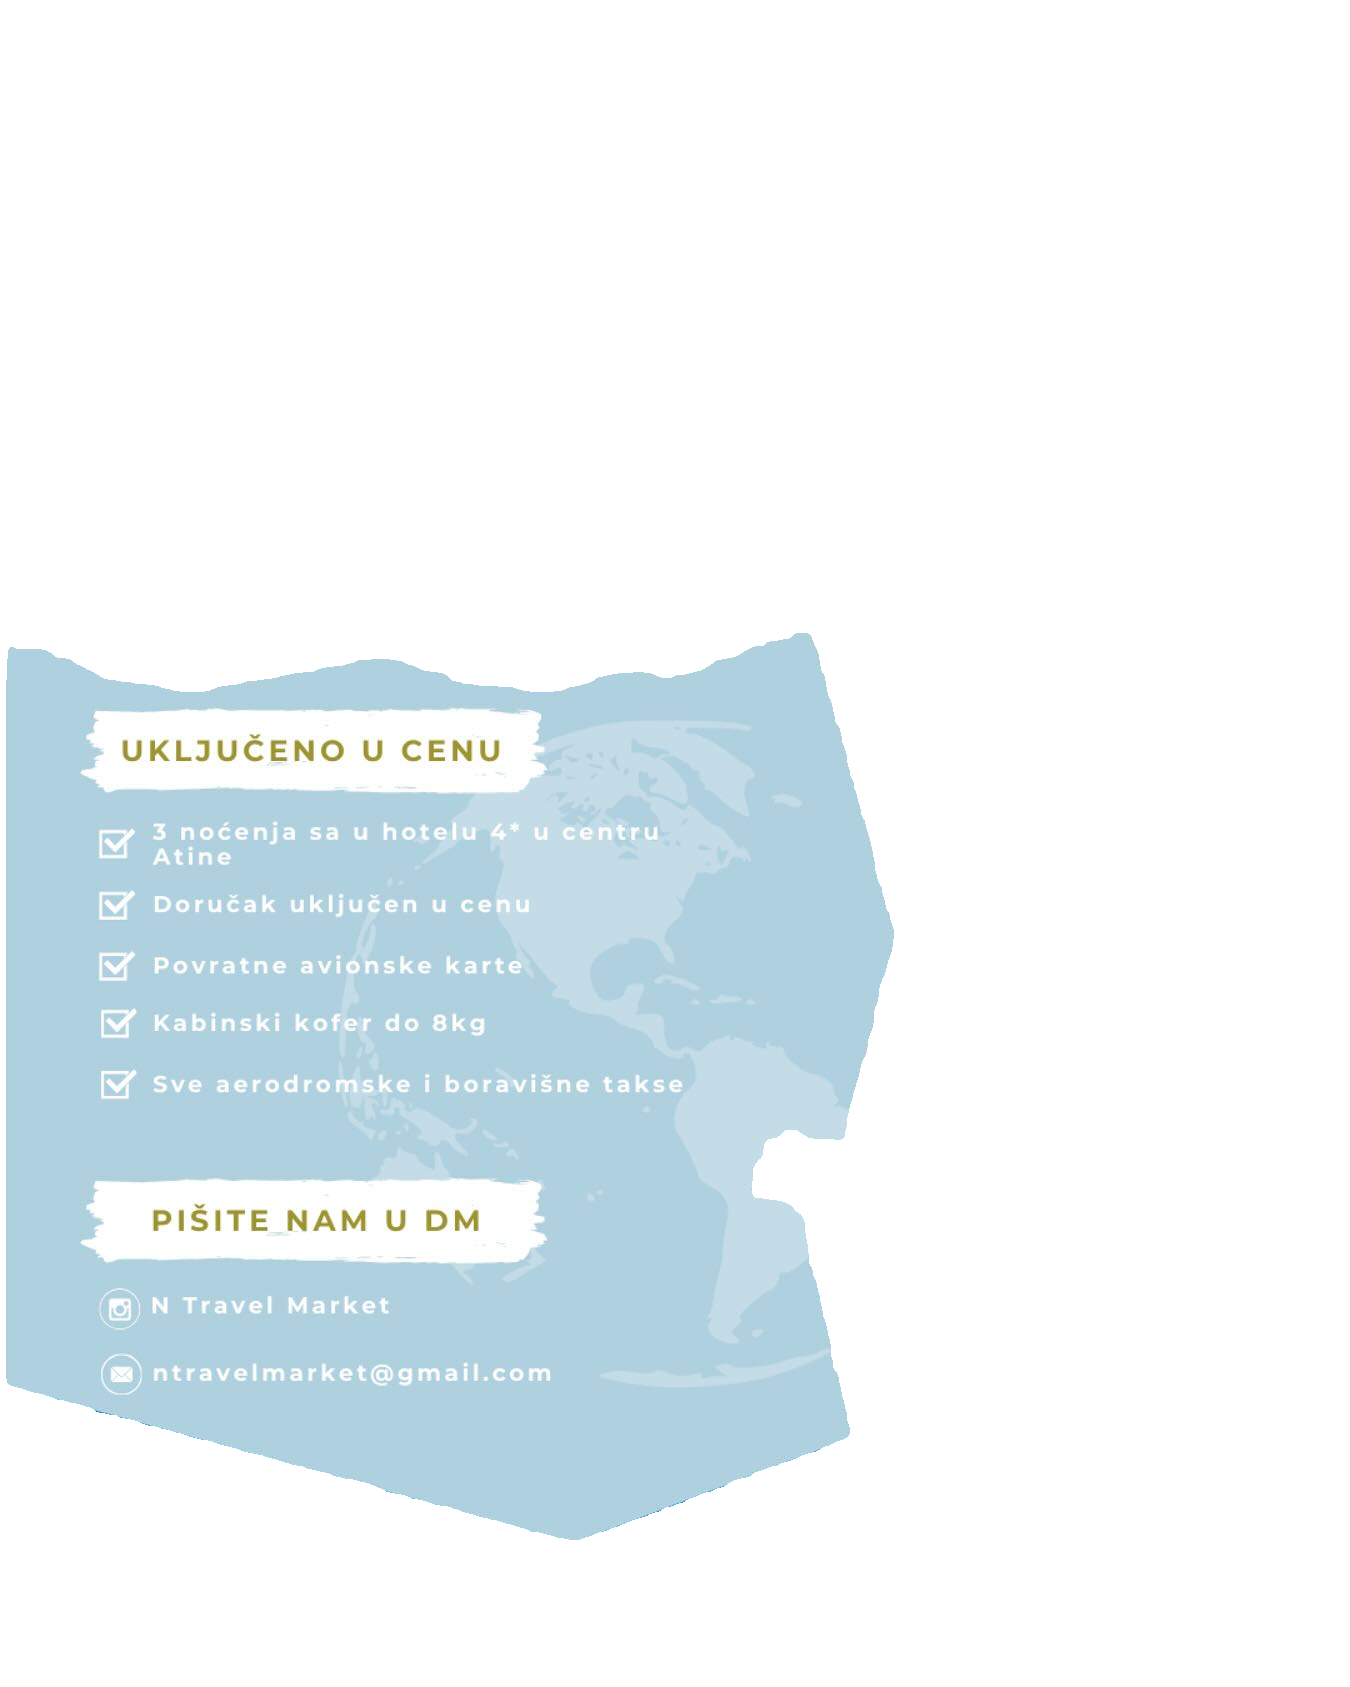 UKLJUČENO U CENU
3 noćenja sa u hotelu 4* u centru
Atine
Doručak uključen u cenu
Povratne avionske karte
Kabinski kofer do 8kg
Sve aerodromske i boravišne takse
PIŠITE NAM U DM
N Travel Market
ntravelmarket@gmail.com